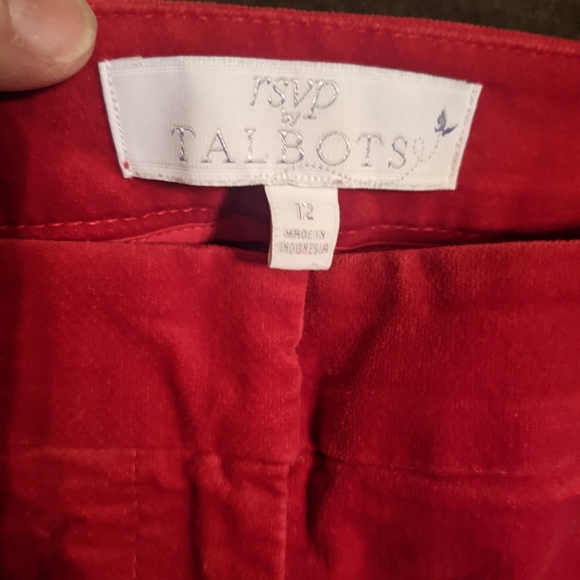 rsvp
by
TALBOTS
12
MADE IN
INDONESIA